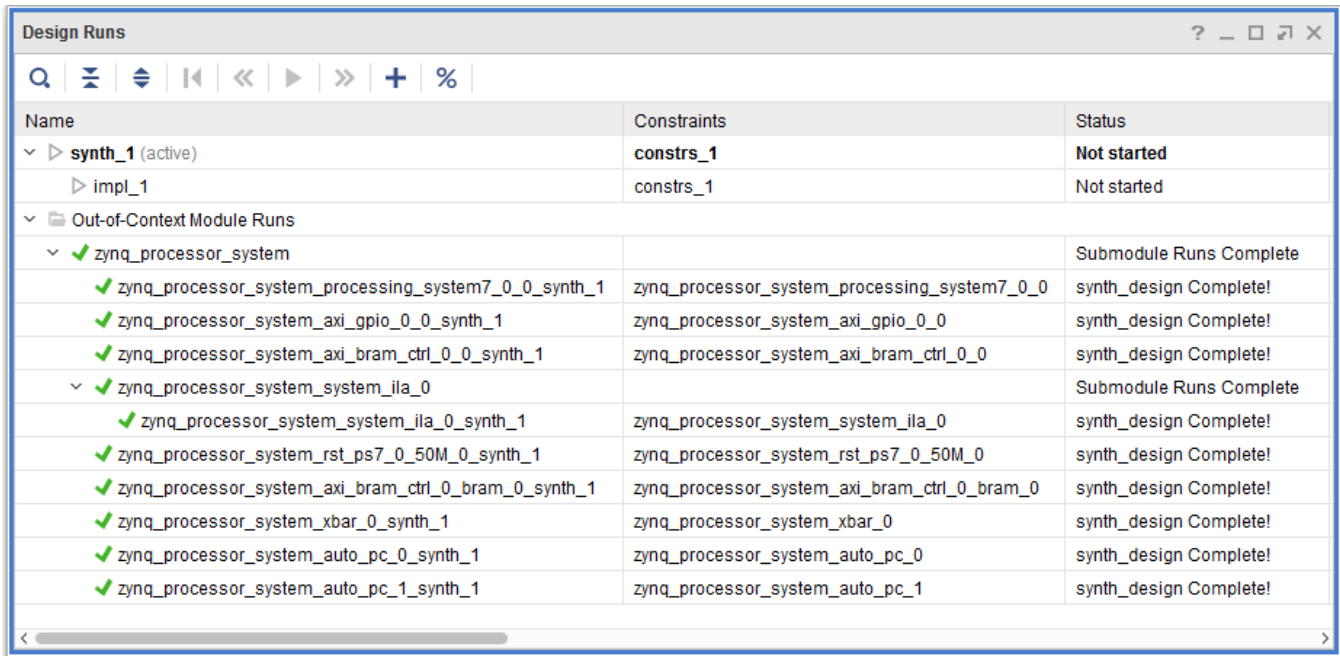 Design Runs
Name Constraints Status
synth_1 (active) constrs_1 Not started
impl_1 constrs_1 Not started
Out-of-Context Module Runs
zynq_processor_system Submodule Runs Complete
zynq_processor_system_processing_system7_0_0_synth_1 zynq_processor_system_processing_system7_0_0 synth_design Complete!
zynq_processor_system_axi_gpio_0_0_synth_1 zynq_processor_system_axi_gpio_0_0 synth_design Complete!
zynq_processor_system_axi_bram_ctrl_0_0_synth_1 zynq_processor_system_axi_bram_ctrl_0_0 synth_design Complete!
zynq_processor_system_system_ila_0 Submodule Runs Complete
zynq_processor_system_system_ila_0_synth_1 zynq_processor_system_system_ila_0 synth_design Complete!
zynq_processor_system_rst_ps7_0_50M_0_synth_1 zynq_processor_system_rst_ps7_0_50M_0 synth_design Complete!
zynq_processor_system_axi_bram_ctrl_0_bram_0_synth_1 zynq_processor_system_axi_bram_ctrl_0_bram_0 synth_design Complete!
zynq_processor_system_xbar_0_synth_1 zynq_processor_system_xbar_0 synth_design Complete!
zynq_processor_system_auto_pc_0_synth_1 zynq_processor_system_auto_pc_0 synth_design Complete!
zynq_processor_system_auto_pc_1_synth_1 zynq_processor_system_auto_pc_1 synth_design Complete!